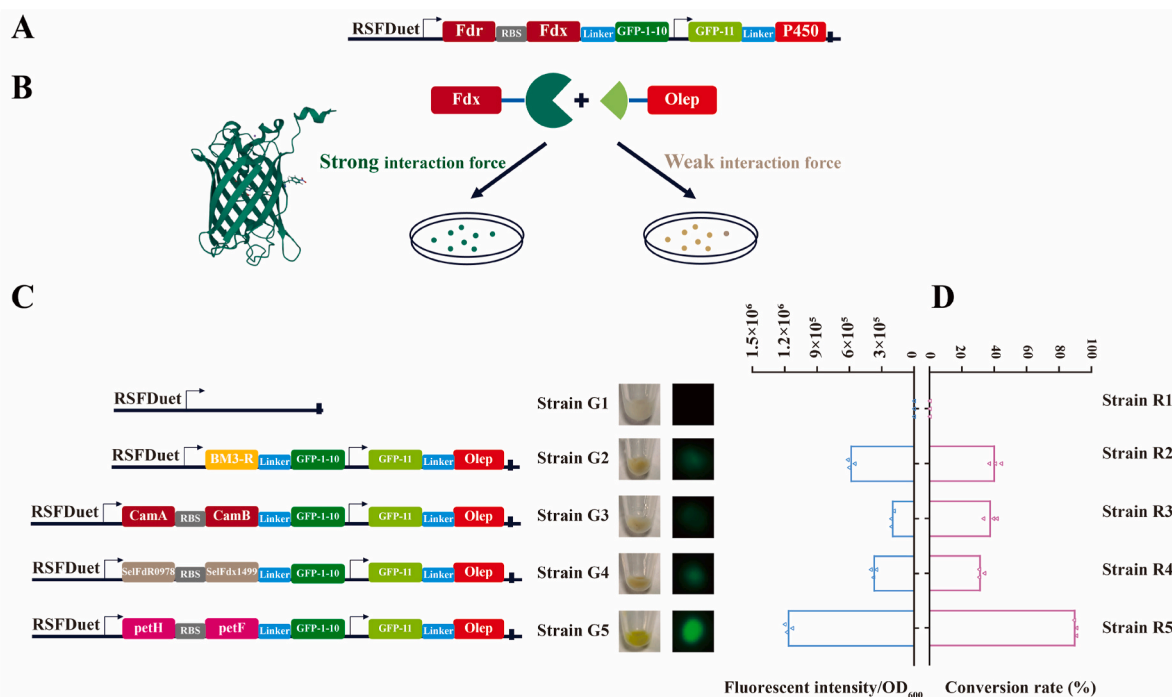 A
RSFDuet Fdr RBS Fdx Linker GFP-1-10 GFP-11 Linker P450
B
Fdx + Olep
Strong interaction force Weak interaction force
C
D
1.5×10⁶ 1.2×10⁶ 9×10⁵ 6×10⁵ 3×10⁵ 0 0 20 40 60 80 100
RSFDuet
Strain G1
Strain R1
RSFDuet BM3-R Linker GFP-1-10 GFP-11 Linker Olep
Strain G2
Strain R2
RSFDuet CamA RBS CamB Linker GFP-1-10 GFP-11 Linker Olep
Strain G3
Strain R3
RSFDuet SelFdR0978 RBS SelFdx1499 Linker GFP-1-10 GFP-11 Linker Olep
Strain G4
Strain R4
RSFDuet petH RBS petF Linker GFP-1-10 GFP-11 Linker Olep
Strain G5
Strain R5
Fluorescent intensity/OD₆₀₀ Conversion rate (%)